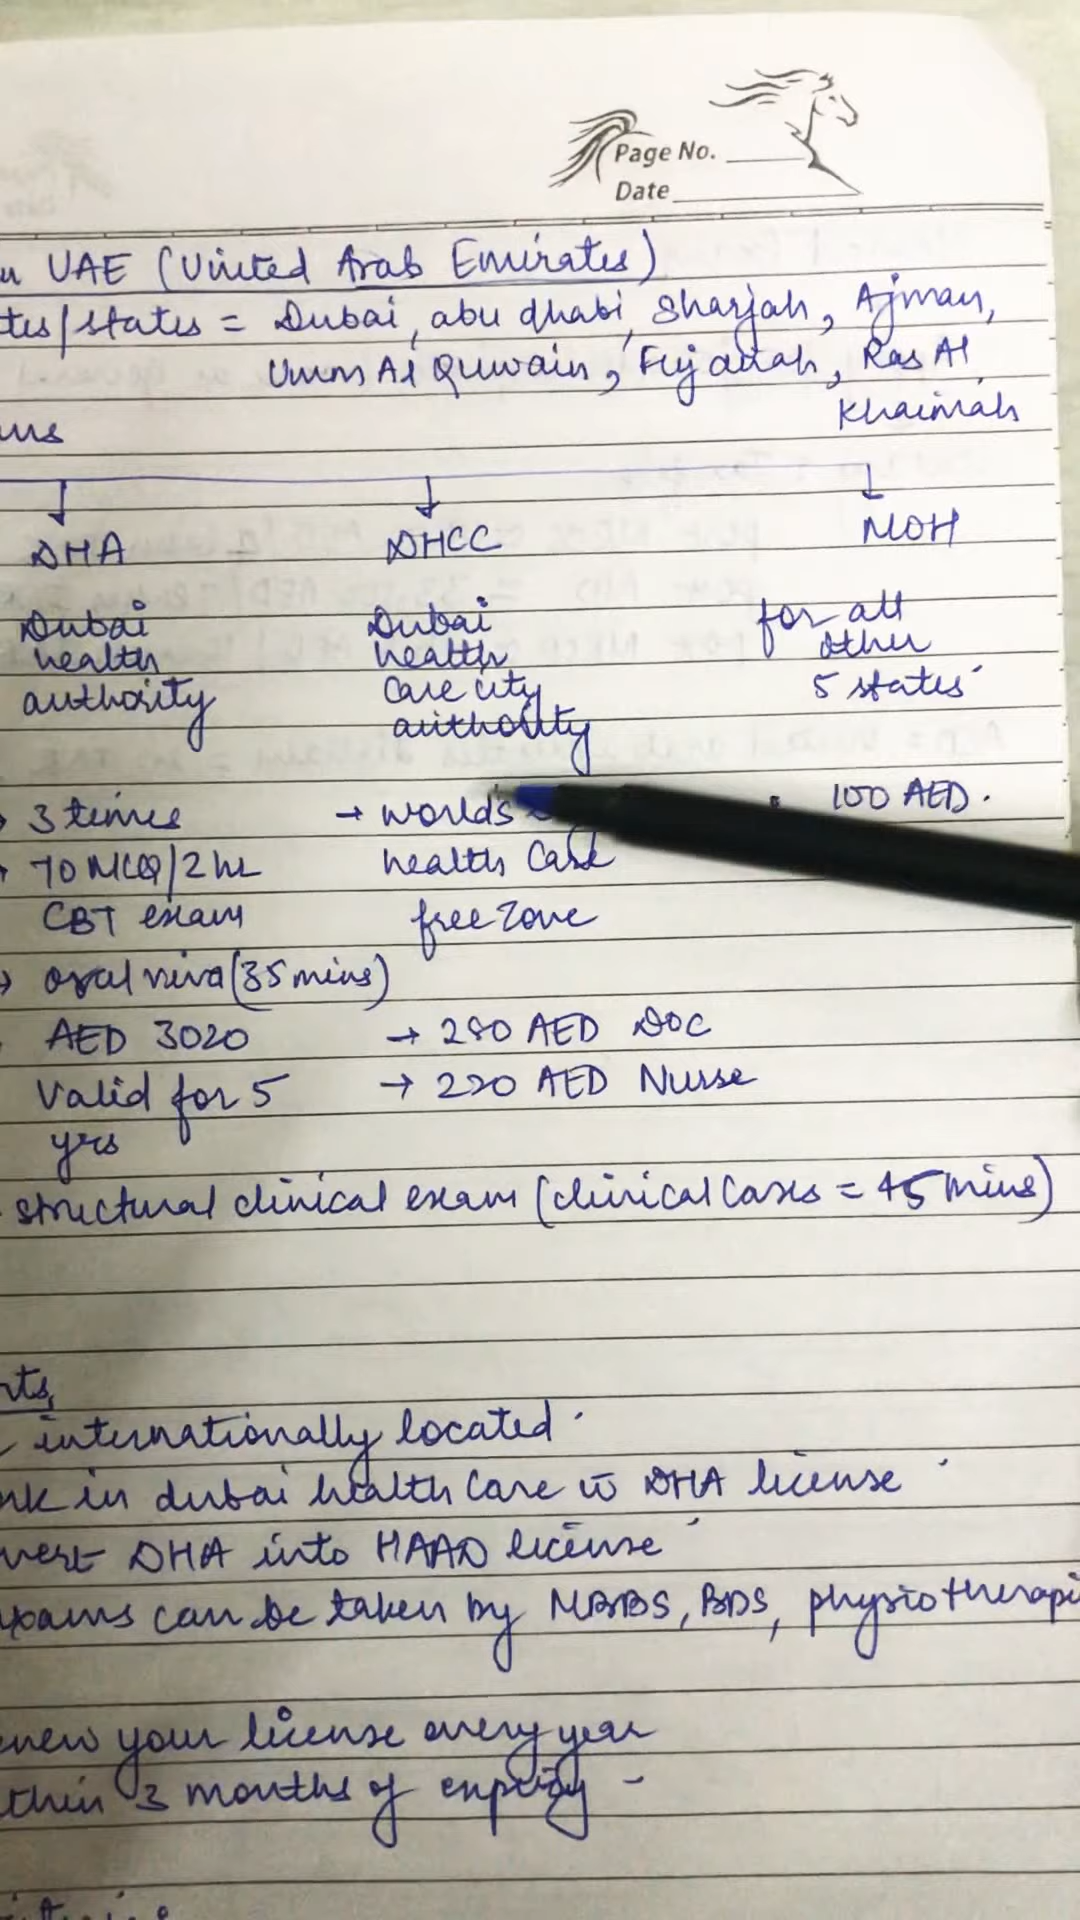 Page No.
Date
UAE (United Arab Emirates)
/states = Dubai, abu dhabi, Sharjah, Ajman,
Umm Al Quwain, Fujairah, Ras Al
Khaimah
DHA DHCC MOH
Dubai health authority
Dubai health care city authority
for all other 5 states
3 times
70 MCQ/2 hr
CBT exam
oral viva (35 mins)
AED 3020
Valid for 5
yrs
→ world's
health care
free zone
→ 280 AED Doc
→ 220 AED Nurse
100 AED.
structural clinical exam (clinical cases = 45 mins)
internationally located
in dubai health care DHA license
DHA into HAAD license
can be taken by MBBS, BDS,
your license every year
3 months of expiry -